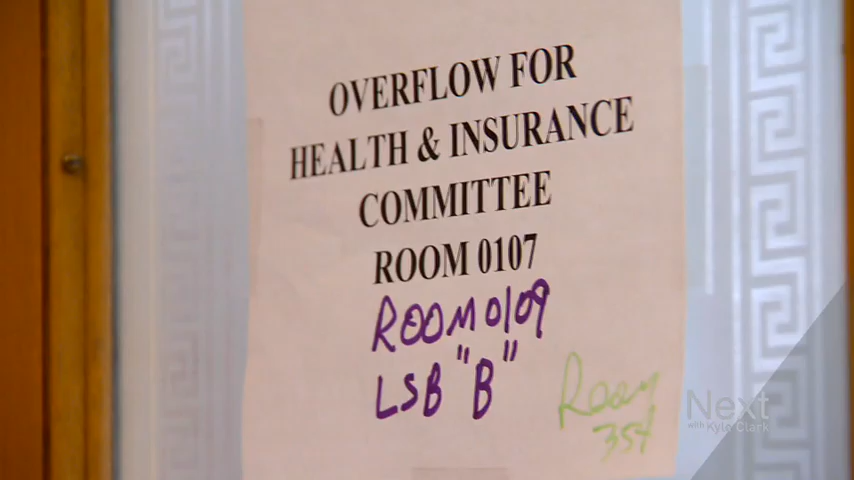 OVERFLOW FOR
HEALTH & INSURANCE
COMMITTEE
ROOM 0107
ROOM 0109
LSB "B"
Room
354
Next
with Kyle Clark